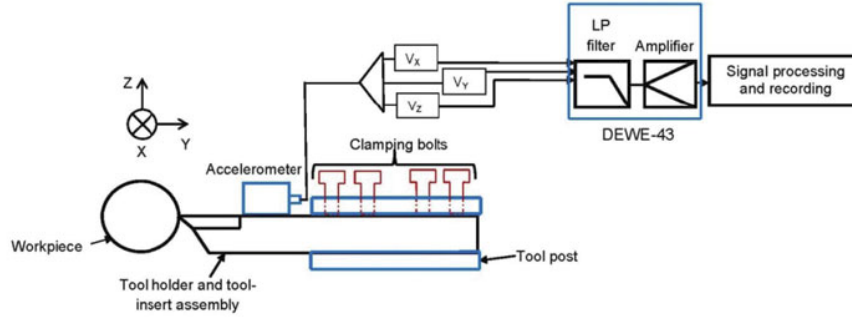 LP
filter
Amplifier
Vx
VY
Vz
Signal processing
and recording
DEWE-43
Z
X
Y
Clamping bolts
Accelerometer
Workpiece
Tool post
Tool holder and tool-
insert assembly